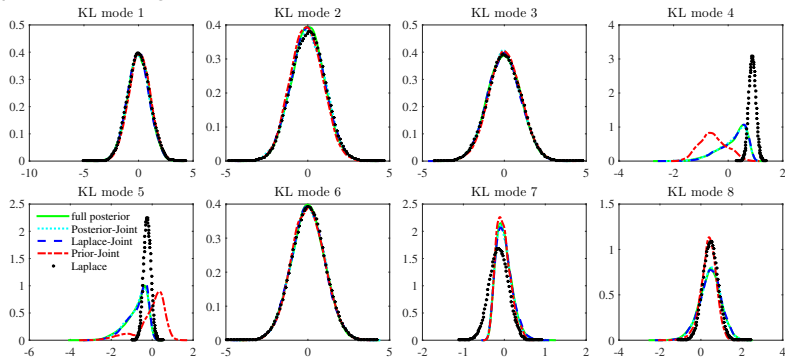 KL mode 1
0.5
0.4
0.3
0.2
0.1
0
-10 -5 0 5
KL mode 2
0.4
0.3
0.2
0.1
0
-5 0 5
KL mode 3
0.5
0.4
0.3
0.2
0.1
0
-5 0 5
KL mode 4
4
3
2
1
0
-4 -2 0 2
KL mode 5
2.5
2
1.5
1
0.5
0
-6 -4 -2 0 2
full posterior
Posterior-Joint
Laplace-Joint
Prior-Joint
Laplace
KL mode 6
0.4
0.3
0.2
0.1
0
-5 0 5
KL mode 7
2.5
2
1.5
1
0.5
0
-2 -1 0 1 2
KL mode 8
1.5
1
0.5
0
-4 -2 0 2 4